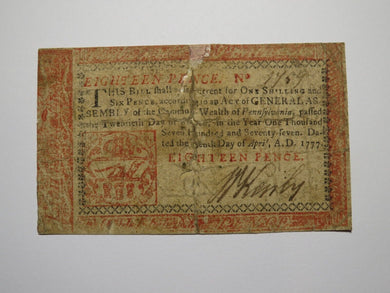 EIGHTEEN PENCE. No 
THIS BILL shall pass current for ONE SHILLING and
SIX PENCE, according to an ACT of GENERAL AS-
SEMBLY of the Common Wealth of Pennsylvania, passed
the Twentieth Day of in the Year One Thousand
Seven Hundred and Seventy-seven. Da-
ted the Tenth Day of April, A.D. 1777.
EIGHTEEN PENCE.